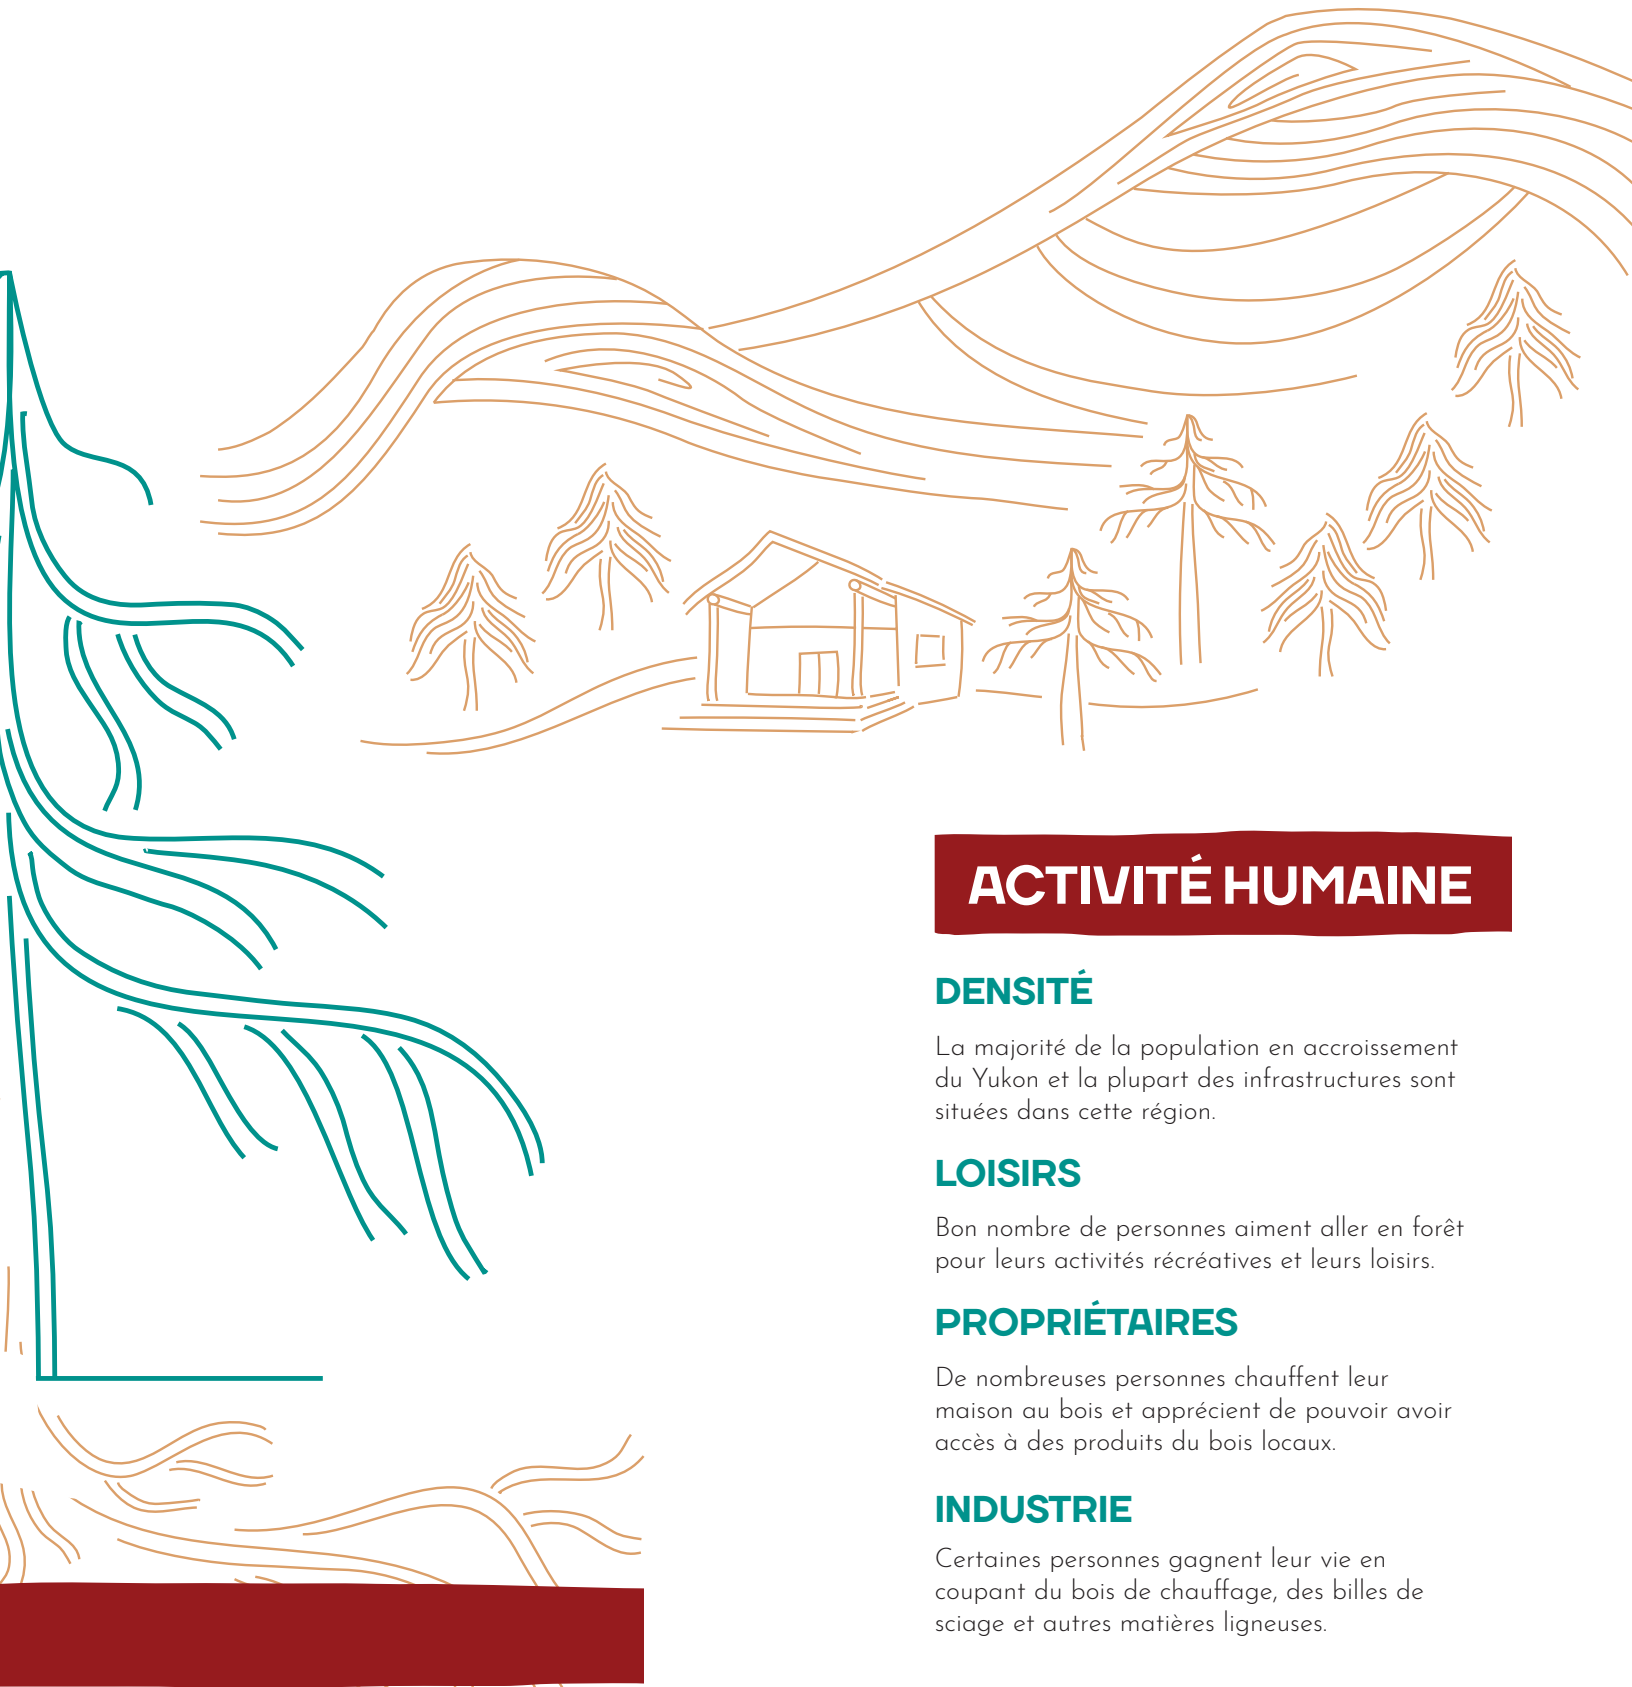 ACTIVITÉ HUMAINE
DENSITÉ
La majorité de la population en accroissement
du Yukon et la plupart des infrastructures sont
situées dans cette région.
LOISIRS
Bon nombre de personnes aiment aller en forêt
pour leurs activités récréatives et leurs loisirs.
PROPRIÉTAIRES
De nombreuses personnes chauffent leur
maison au bois et apprécient de pouvoir avoir
accès à des produits du bois locaux.
INDUSTRIE
Certaines personnes gagnent leur vie en
coupant du bois de chauffage, des billes de
sciage et autres matières ligneuses.